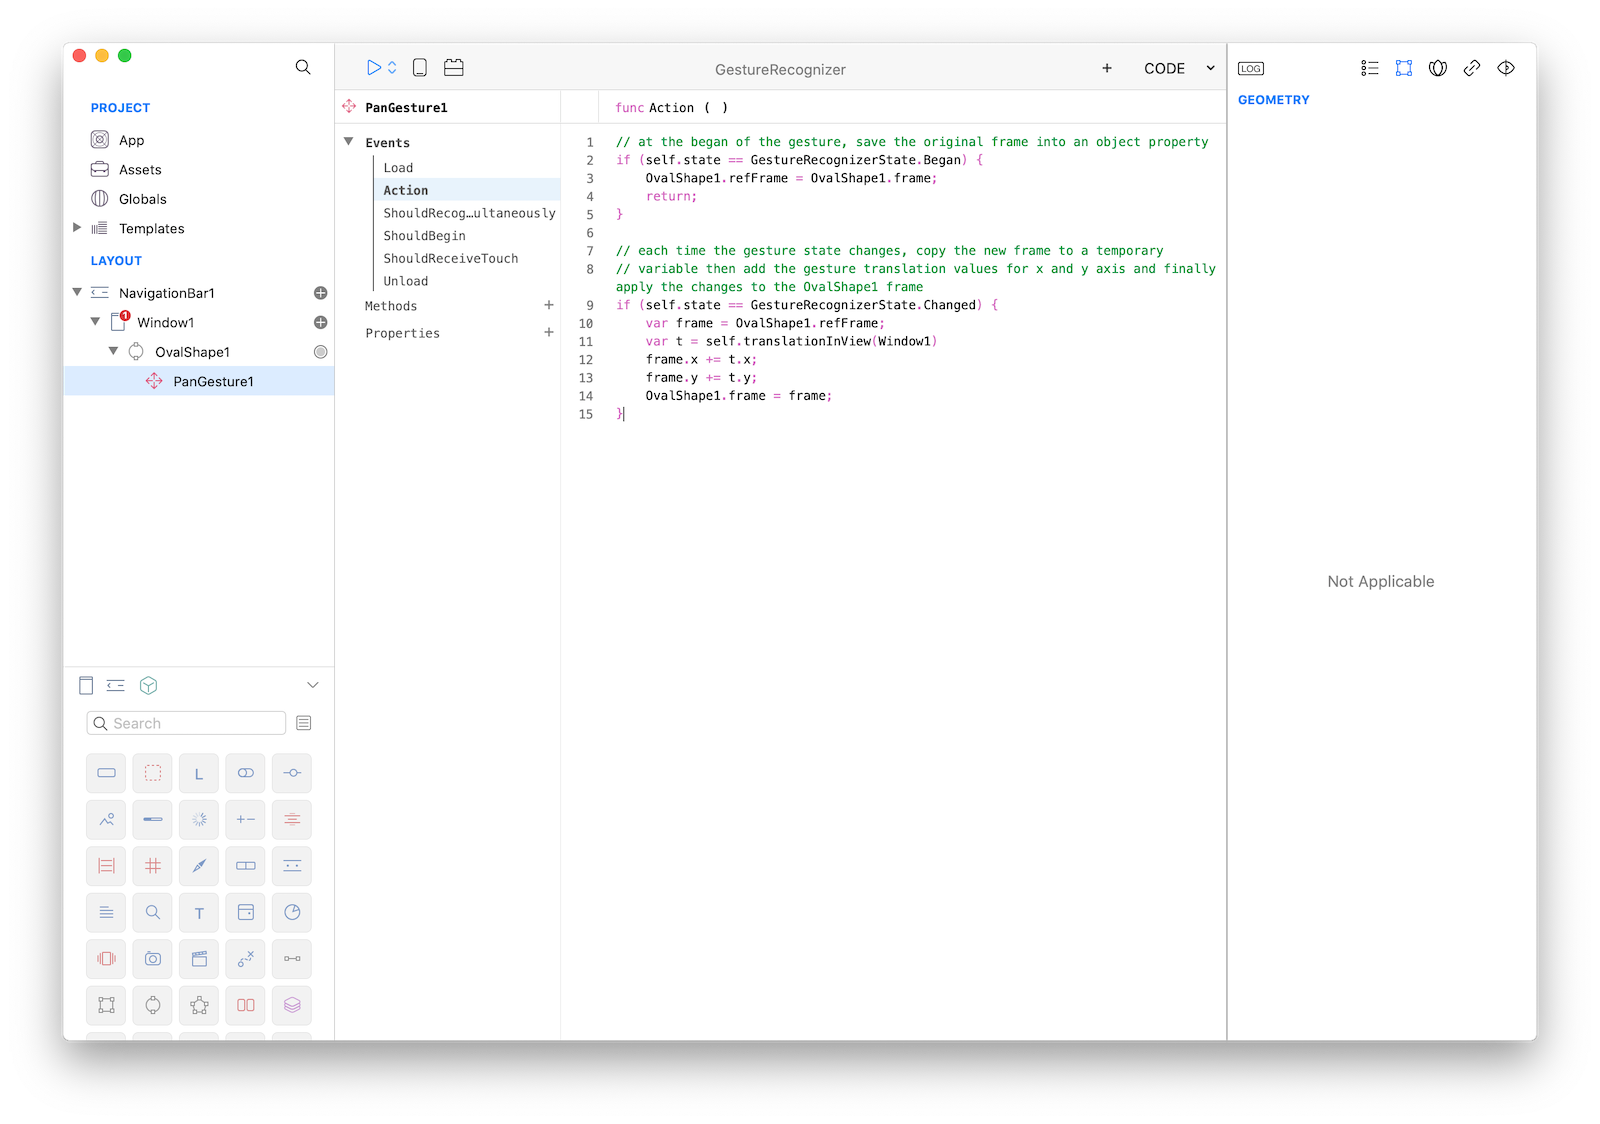 GestureRecognizer
CODE
LOG
PROJECT
App
Assets
Globals
Templates
LAYOUT
NavigationBar1
1
Window1
OvalShape1
PanGesture1
Search
L
T
PanGesture1
Events
Load
Action
ShouldRecog…ultaneously
ShouldBegin
ShouldReceiveTouch
Unload
Methods
Properties
func Action ( )
1 // at the began of the gesture, save the original frame into an object property
2 if (self.state == GestureRecognizerState.Began) {
3 OvalShape1.refFrame = OvalShape1.frame;
4 return;
5 }
6
7 // each time the gesture state changes, copy the new frame to a temporary
8 // variable then add the gesture translation values for x and y axis and finally
apply the changes to the OvalShape1 frame
9 if (self.state == GestureRecognizerState.Changed) {
10 var frame = OvalShape1.refFrame;
11 var t = self.translationInView(Window1)
12 frame.x += t.x;
13 frame.y += t.y;
14 OvalShape1.frame = frame;
15 }
GEOMETRY
Not Applicable